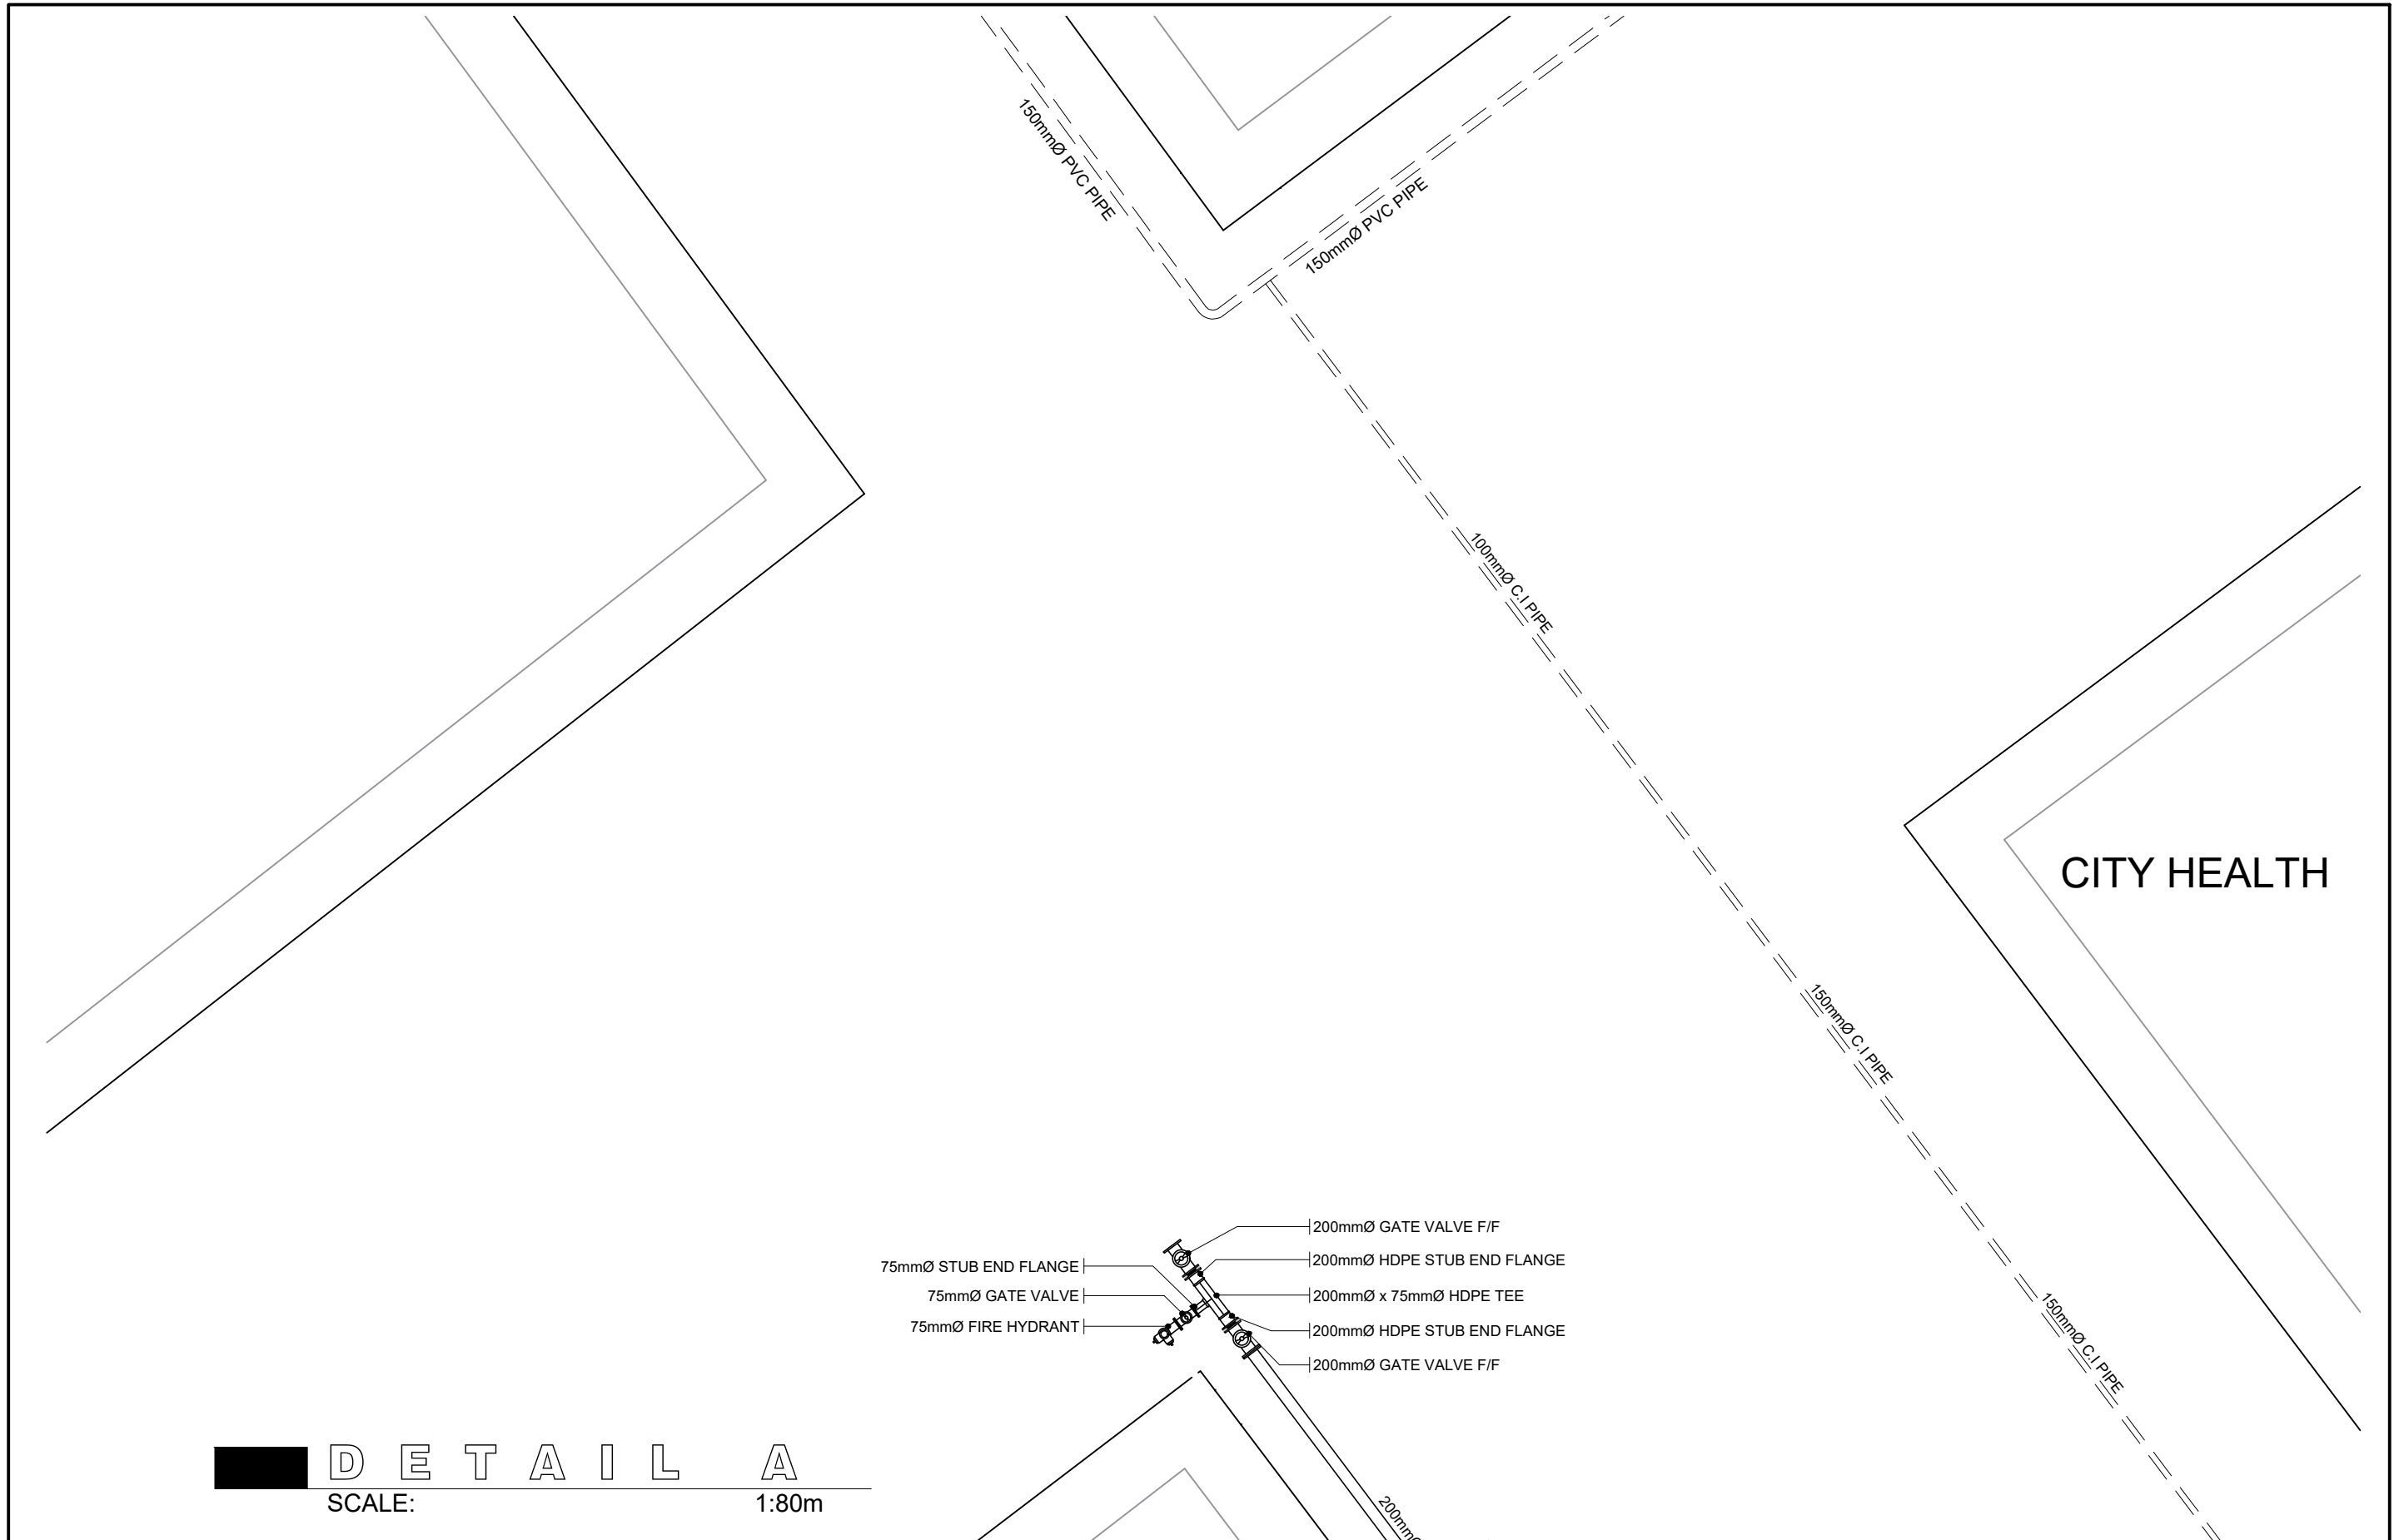 150mmØ PVC PIPE
150mmØ PVC PIPE
100mmØ C.I PIPE
CITY HEALTH
150mmØ C.I PIPE
200mmØ GATE VALVE F/F
200mmØ HDPE STUB END FLANGE
75mmØ STUB END FLANGE
75mmØ GATE VALVE
200mmØ x 75mmØ HDPE TEE
75mmØ FIRE HYDRANT
200mmØ HDPE STUB END FLANGE
200mmØ GATE VALVE F/F
150mmØ C.I PIPE
DETAIL A
SCALE: 1:80m
200mmØ